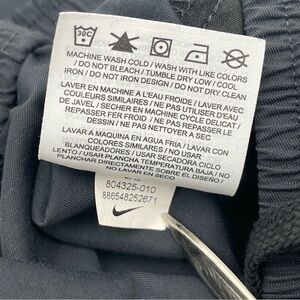 30C
MACHINE WASH COLD / WASH WITH LIKE COLORS
/ DO NOT BLEACH / TUMBLE DRY LOW / COOL
IRON / DO NOT IRON DESIGN / DO NOT DRY CLEAN
LAVER EN MACHINE A L'EAU FROIDE / LAVER AVEC
COULEURS SIMILAIRES / NE PAS UTILISER D'EAU
DE JAVEL / SECHER EN MACHINE CYCLE DELICAT /
REPASSER FER FROID / NE PAS REPASSER LE
DESSIN / NE PAS NETTOYER A SEC
LAVAR A MAQUINA EN AGUA FRIA / LAVAR CON
COLORES SIMILARES / NO USAR
BLANQUEADORES / USAR SECADORA CICLO
LENTO / USAR PLANCHA TEMPERATURA BAJA / NO
PLANCHAR DIRECTAMENTE SOBRE EL DISEÑO /
NO LAVAR EN SECO
804325-010
886548252671